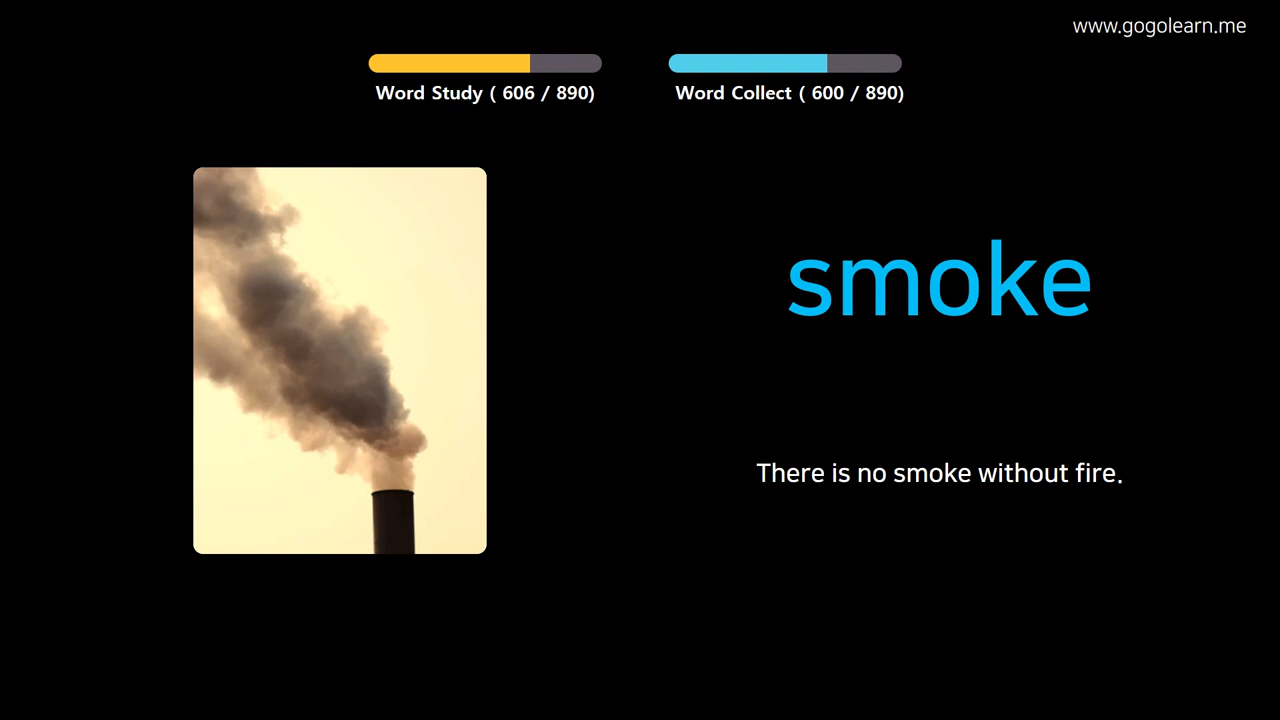 www.gogolearn.me
Word Study ( 606 / 890)
Word Collect ( 600 / 890)
smoke
There is no smoke without fire.